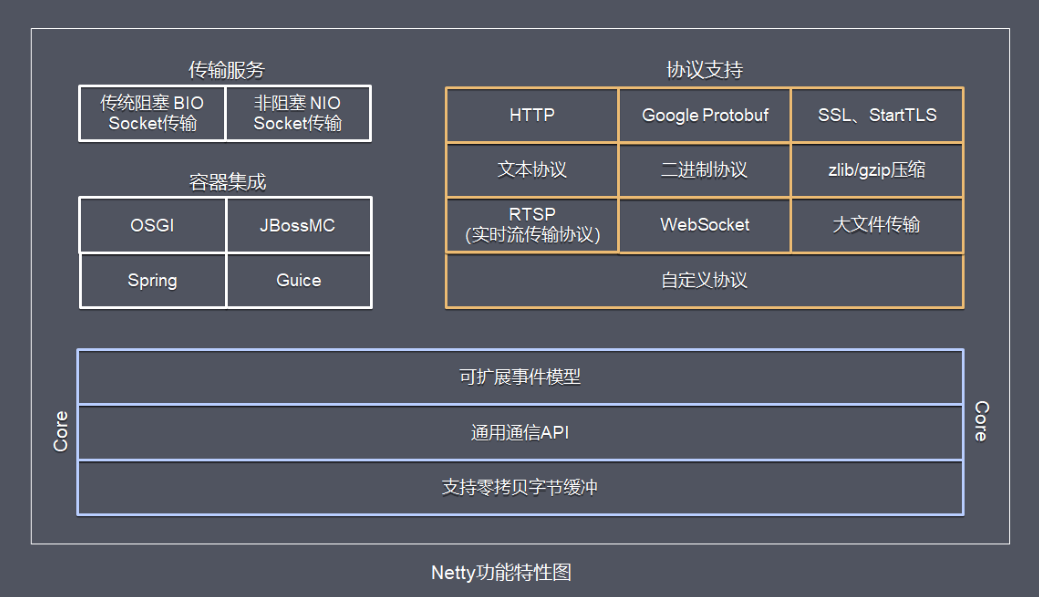 传输服务
传统阻塞 BIO
Socket传输
非阻塞 NIO
Socket传输
容器集成
OSGI
JBossMC
Spring
Guice
协议支持
HTTP
Google Protobuf
SSL、StartTLS
文本协议
二进制协议
zlib/gzip压缩
RTSP
(实时流传输协议)
WebSocket
大文件传输
自定义协议
Core
可扩展事件模型
通用通信API
支持零拷贝字节缓冲
Core
Netty功能特性图